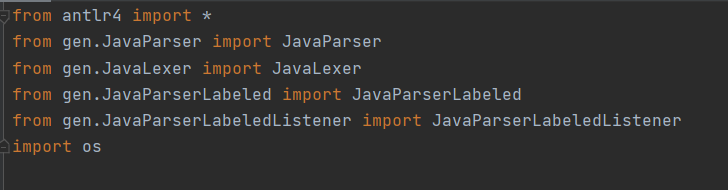 from antlr4 import *
from gen.JavaParser import JavaParser
from gen.JavaLexer import JavaLexer
from gen.JavaParserLabeled import JavaParserLabeled
from gen.JavaParserLabeledListener import JavaParserLabeledListener
import os